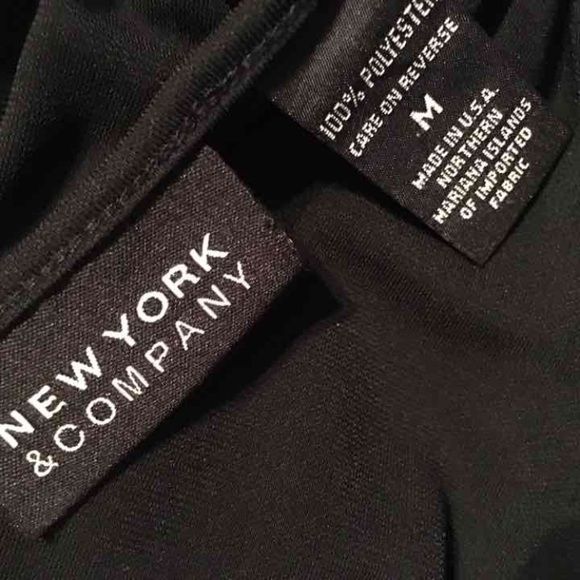 NEW YORK
& COMPANY
100% POLYESTER
CARE ON REVERSE
M
MADE IN U.S.A.
NORTHERN
MARIANA ISLANDS
OF IMPORTED
FABRIC